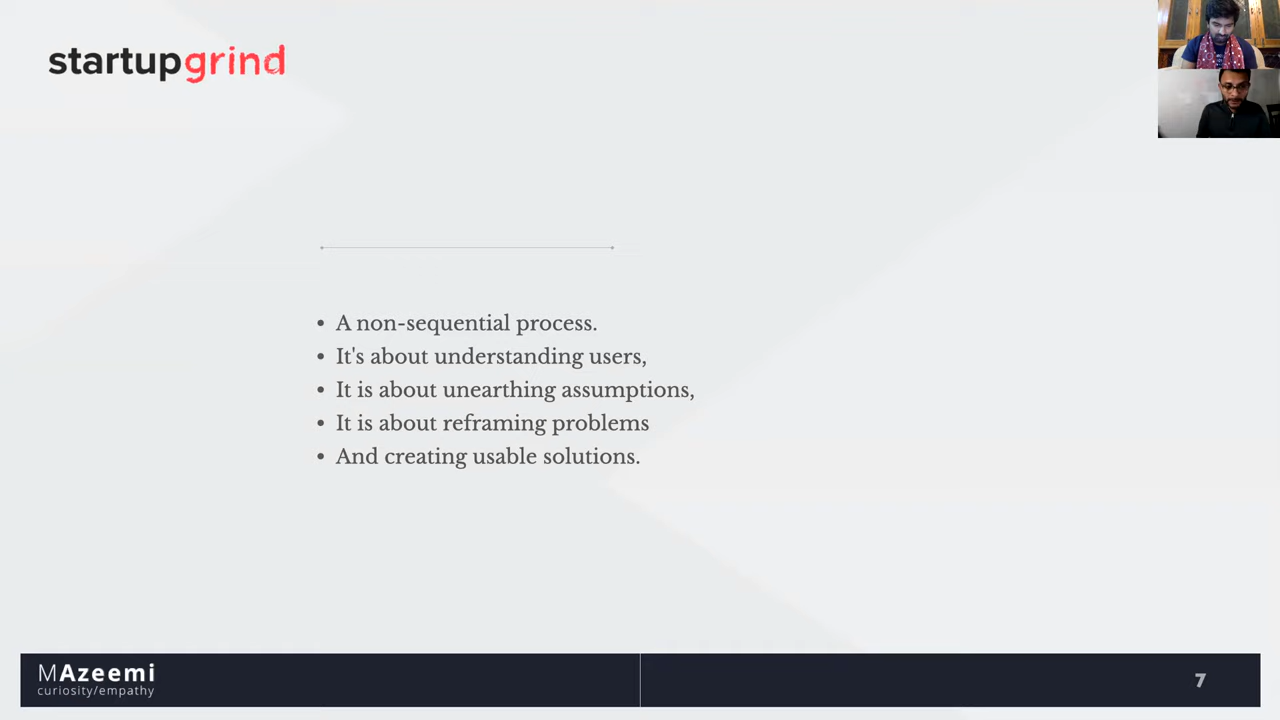 startupgrind
• A non-sequential process.
• It's about understanding users,
• It is about unearthing assumptions,
• It is about reframing problems
• And creating usable solutions.
MAzeemi
curiosity/empathy
7